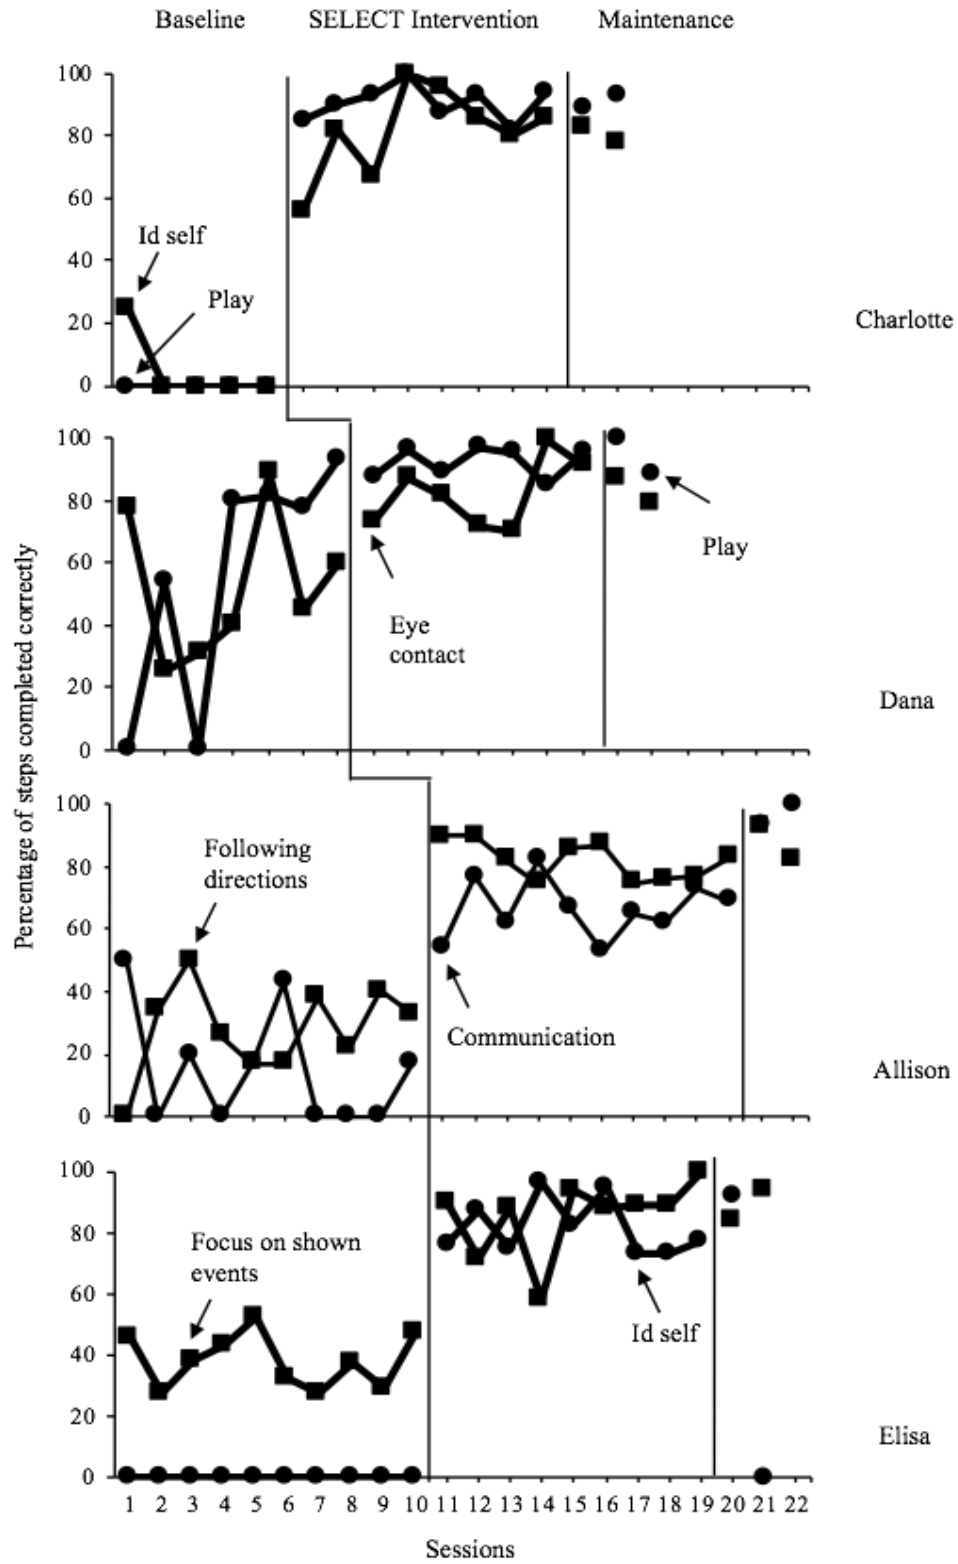 Baseline SELECT Intervention Maintenance
100
80
60
40
20
0
Id self
Play
Charlotte
100
80
60
40
20
0
Eye
contact
Play
Dana
Percentage of steps completed correctly
100
80
60
40
20
0
Following
directions
Communication
Allison
100
80
60
40
20
0
Focus on shown
events
Id self
Elisa
1 2 3 4 5 6 7 8 9 10 11 12 13 14 15 16 17 18 19 20 21 22
Sessions